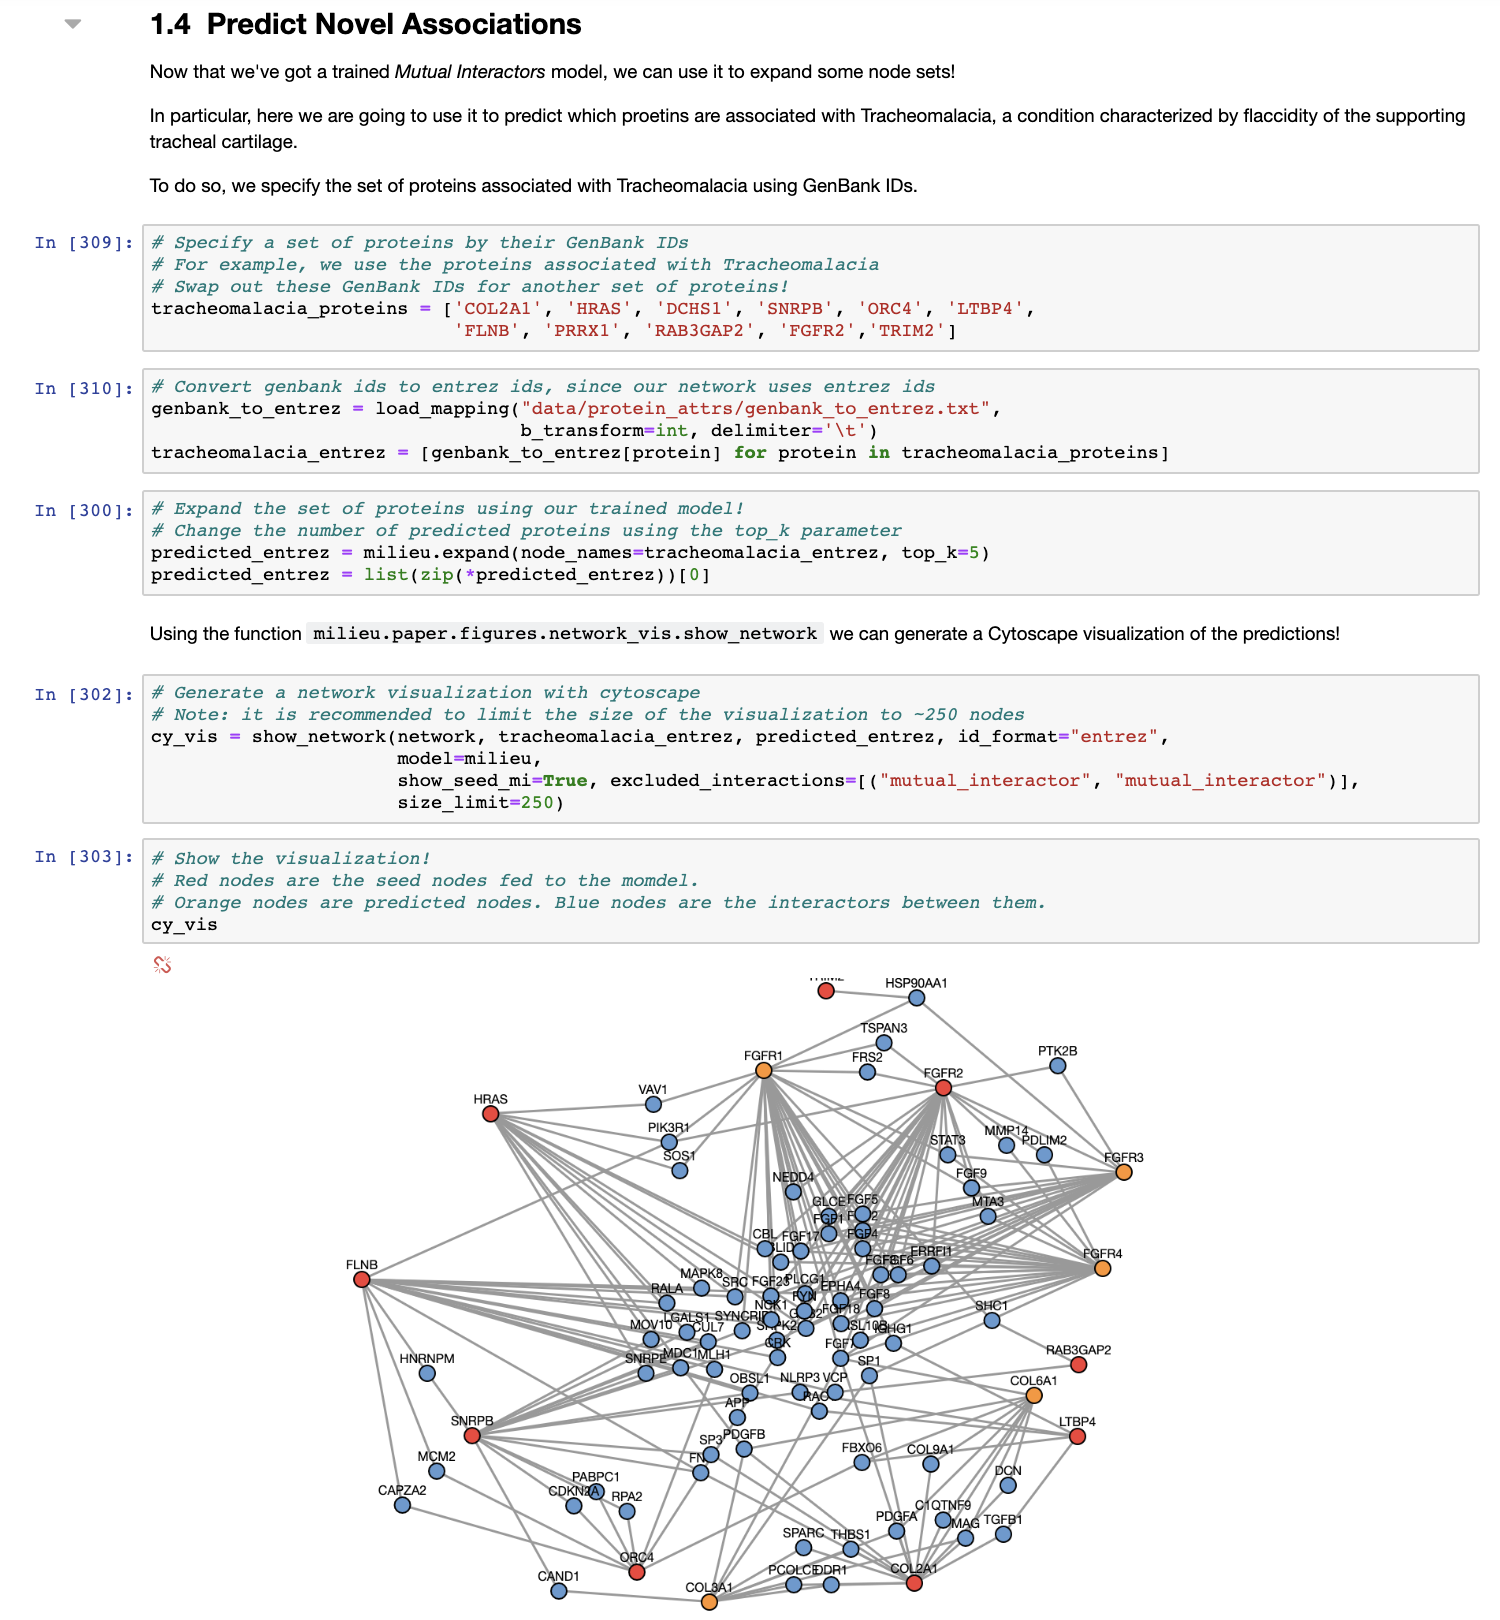 1.4 Predict Novel Associations
Now that we've got a trained Mutual Interactors model, we can use it to expand some node sets!
In particular, here we are going to use it to predict which proetins are associated with Tracheomalacia, a condition characterized by flaccidity of the supporting
tracheal cartilage.
To do so, we specify the set of proteins associated with Tracheomalacia using GenBank IDs.
In [309]:
# Specify a set of proteins by their GenBank IDs
# For example, we use the proteins associated with Tracheomalacia
# Swap out these GenBank IDs for another set of proteins!
tracheomalacia_proteins = ['COL2A1', 'HRAS', 'DCHS1', 'SNRPB', 'ORC4', 'LTBP4',
'FLNB', 'PRRX1', 'RAB3GAP2', 'FGFR2','TRIM2']
In [310]:
# Convert genbank ids to entrez ids, since our network uses entrez ids
genbank_to_entrez = load_mapping("data/protein_attrs/genbank_to_entrez.txt",
b_transform=int, delimiter='\t')
tracheomalacia_entrez = [genbank_to_entrez[protein] for protein in tracheomalacia_proteins]
In [300]:
# Expand the set of proteins using our trained model!
# Change the number of predicted proteins using the top_k parameter
predicted_entrez = milieu.expand(node_names=tracheomalacia_entrez, top_k=5)
predicted_entrez = list(zip(*predicted_entrez))[0]
Using the function milieu.paper.figures.network_vis.show_network we can generate a Cytoscape visualization of the predictions!
In [302]:
# Generate a network visualization with cytoscape
# Note: it is recommended to limit the size of the visualization to ~250 nodes
cy_vis = show_network(network, tracheomalacia_entrez, predicted_entrez, id_format="entrez",
model=milieu,
show_seed_mi=True, excluded_interactions=[("mutual_interactor", "mutual_interactor")],
size_limit=250)
In [303]:
# Show the visualization!
# Red nodes are the seed nodes fed to the momdel.
# Orange nodes are predicted nodes. Blue nodes are the interactors between them.
cy_vis
HSP90AA1
TSPAN3
FGFR1
FRS2
PTK2B
FGFR2
VAV1
HRAS
PIK3R1
MMP14
STAT3
PDLIM2
SOS1
FGFR3
FGF9
NEDD4
GLCE
FGF5
MTA3
FGF1
CBL
FGF17
FGF4
ERRFI1
FGFR4
FLNB
MAPK8
SRC
FGF23
PLCG1
EPHA4
RALA
FYN
FGF8
SHC1
NCK1
LGALS1
FGF18
MOV10
CUL7
IGHG1
CRK
FGF7
RAB3GAP2
HNRNPM
MDC1
MLH1
SP1
OBSL1
NLRP3
VCP
COL6A1
APP
SNRPB
LTBP4
SP3
PDGFB
FBXO6
COL9A1
MCM2
DCN
PABPC1
CAPZA2
CDKN2A
RPA2
C1QTNF9
PDGFA
MAG
TGFB1
SPARC
THBS1
ORC4
COL2A1
CAND1
DDR1
COL3A1